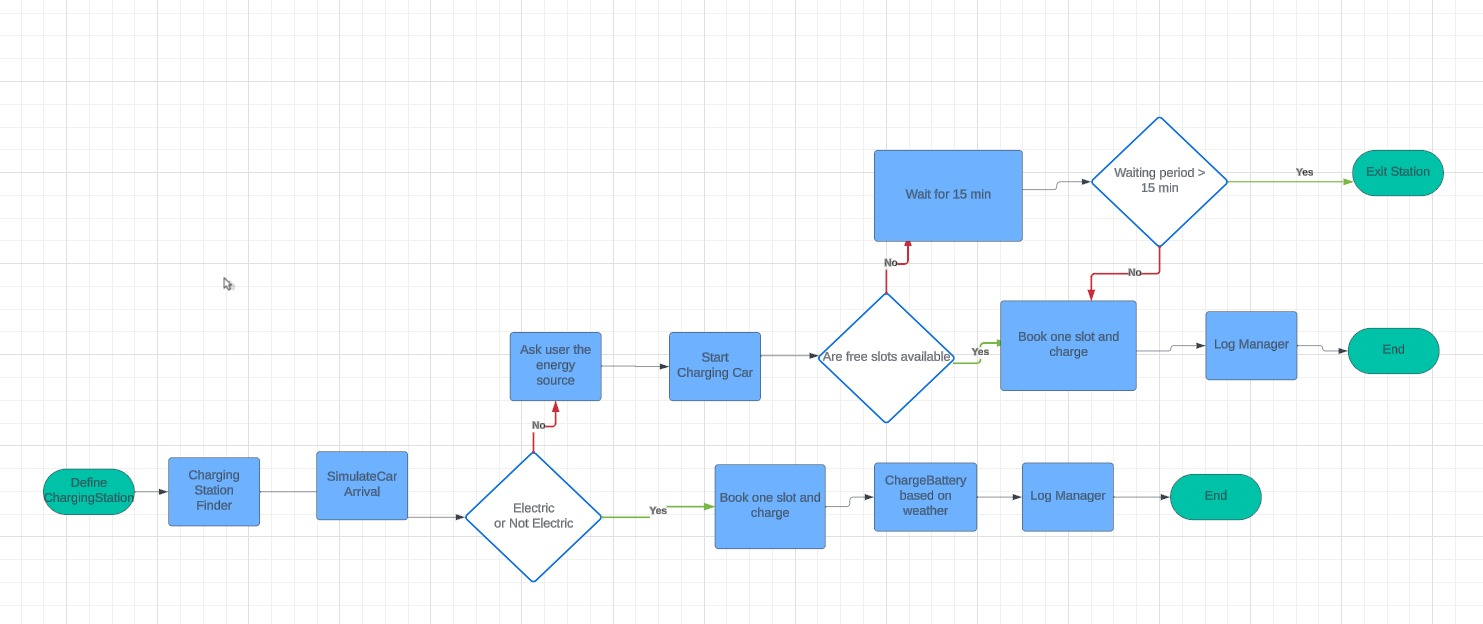 Waiting period >
15 min
Yes
Exit Station
Wait for 15 min
No
No
Ask user the
energy
source
Start
Charging Car
Are free slots available
Yes
Book one slot and
charge
Log Manager
End
No
Define
ChargingStation
Charging
Station
Finder
SimulateCar
Arrival
Electric
or Not Electric
Yes
Book one slot and
charge
ChargeBattery
based on
weather
Log Manager
End